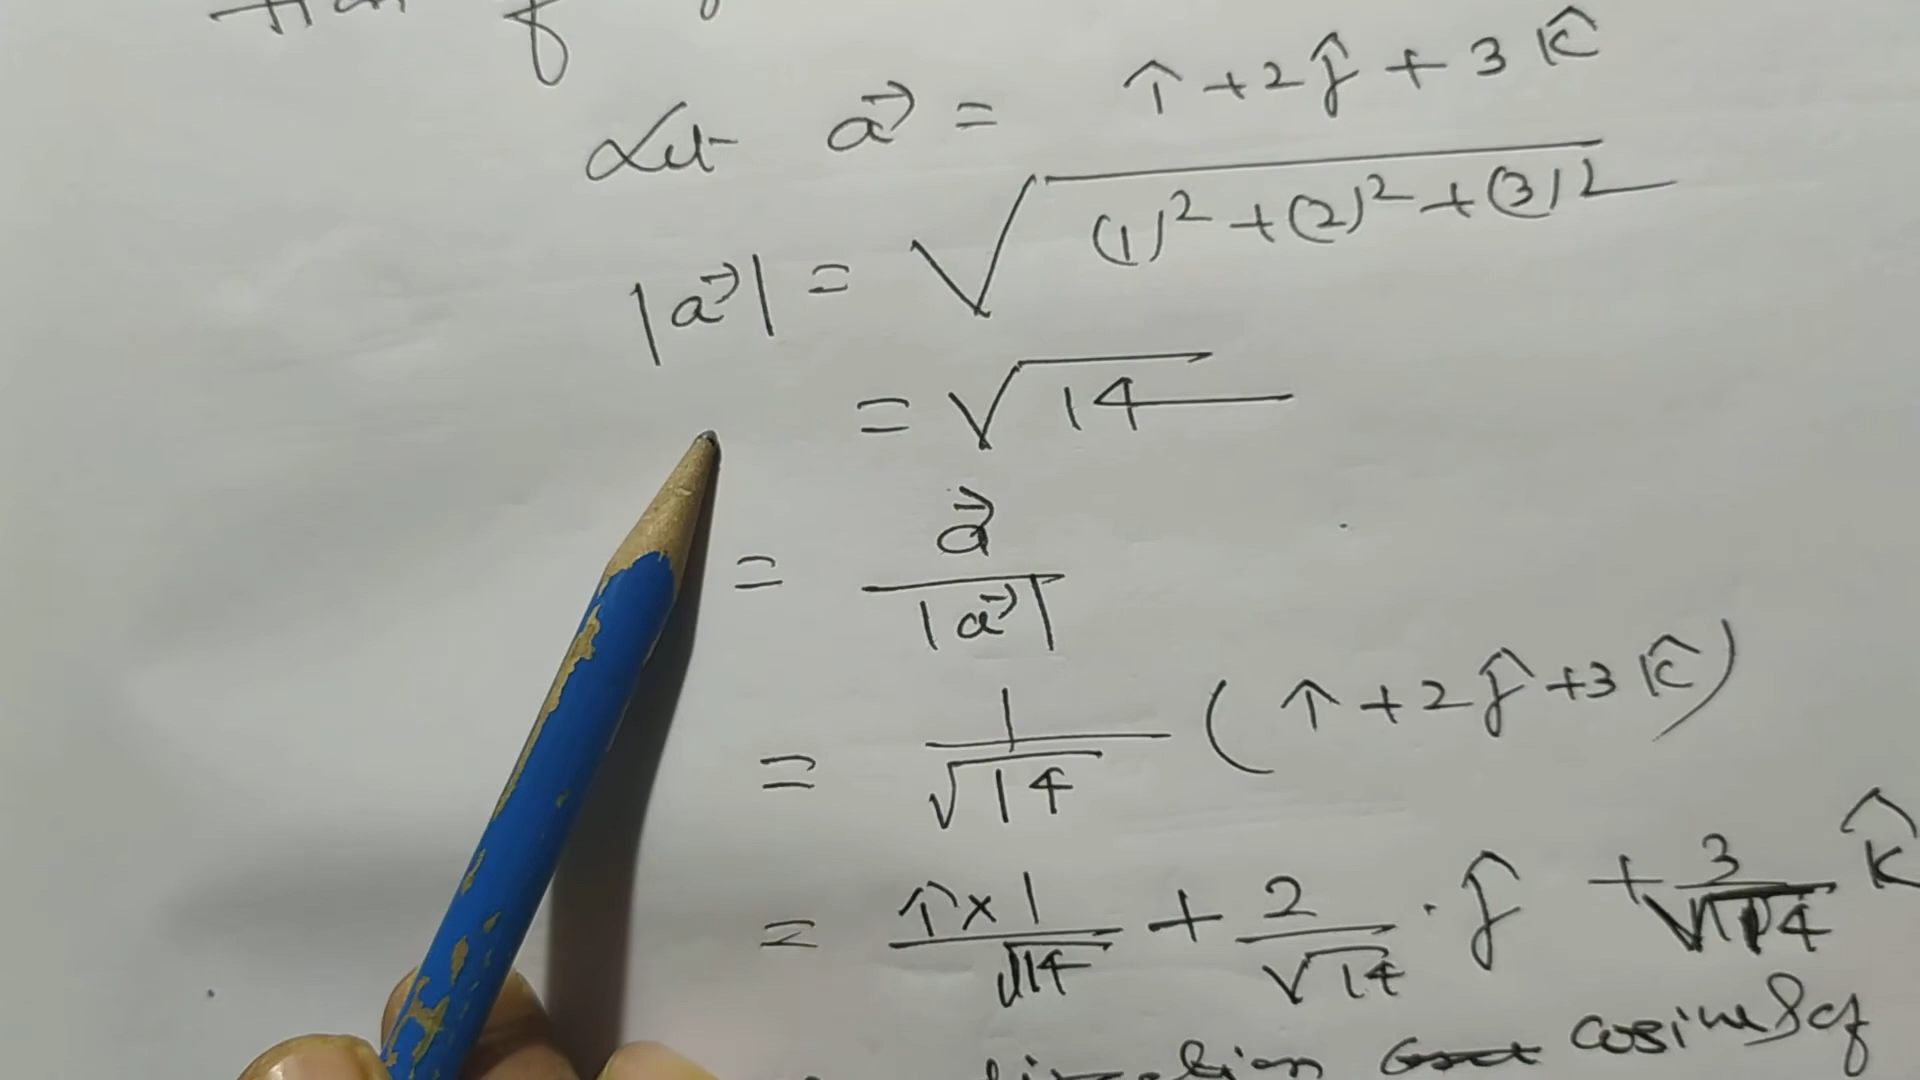 Let a⃗ = î + 2ĵ + 3k̂
|a⃗| = √((1)² + (2)² + (3)²)
= √14
= a⃗ / |a⃗|
= 1/√14 (î + 2ĵ + 3k̂)
= î × 1/√14 + 2/√14 · ĵ + 3/√14 k̂
direction cosines of